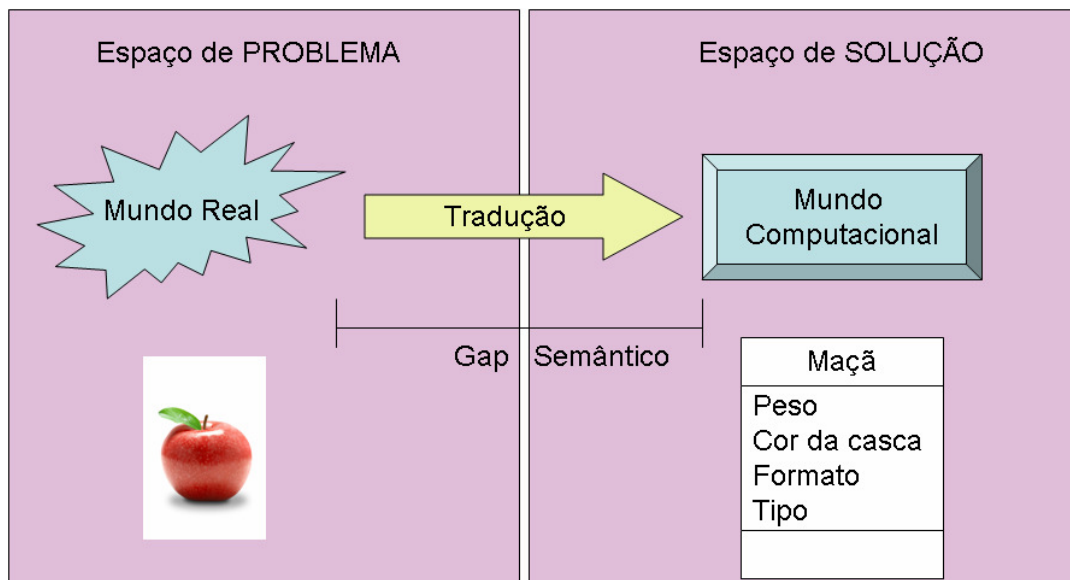 Espaço de PROBLEMA
Espaço de SOLUÇÃO
Mundo Real
Tradução
Mundo
Computacional
Gap Semântico
Maçã
Peso
Cor da casca
Formato
Tipo